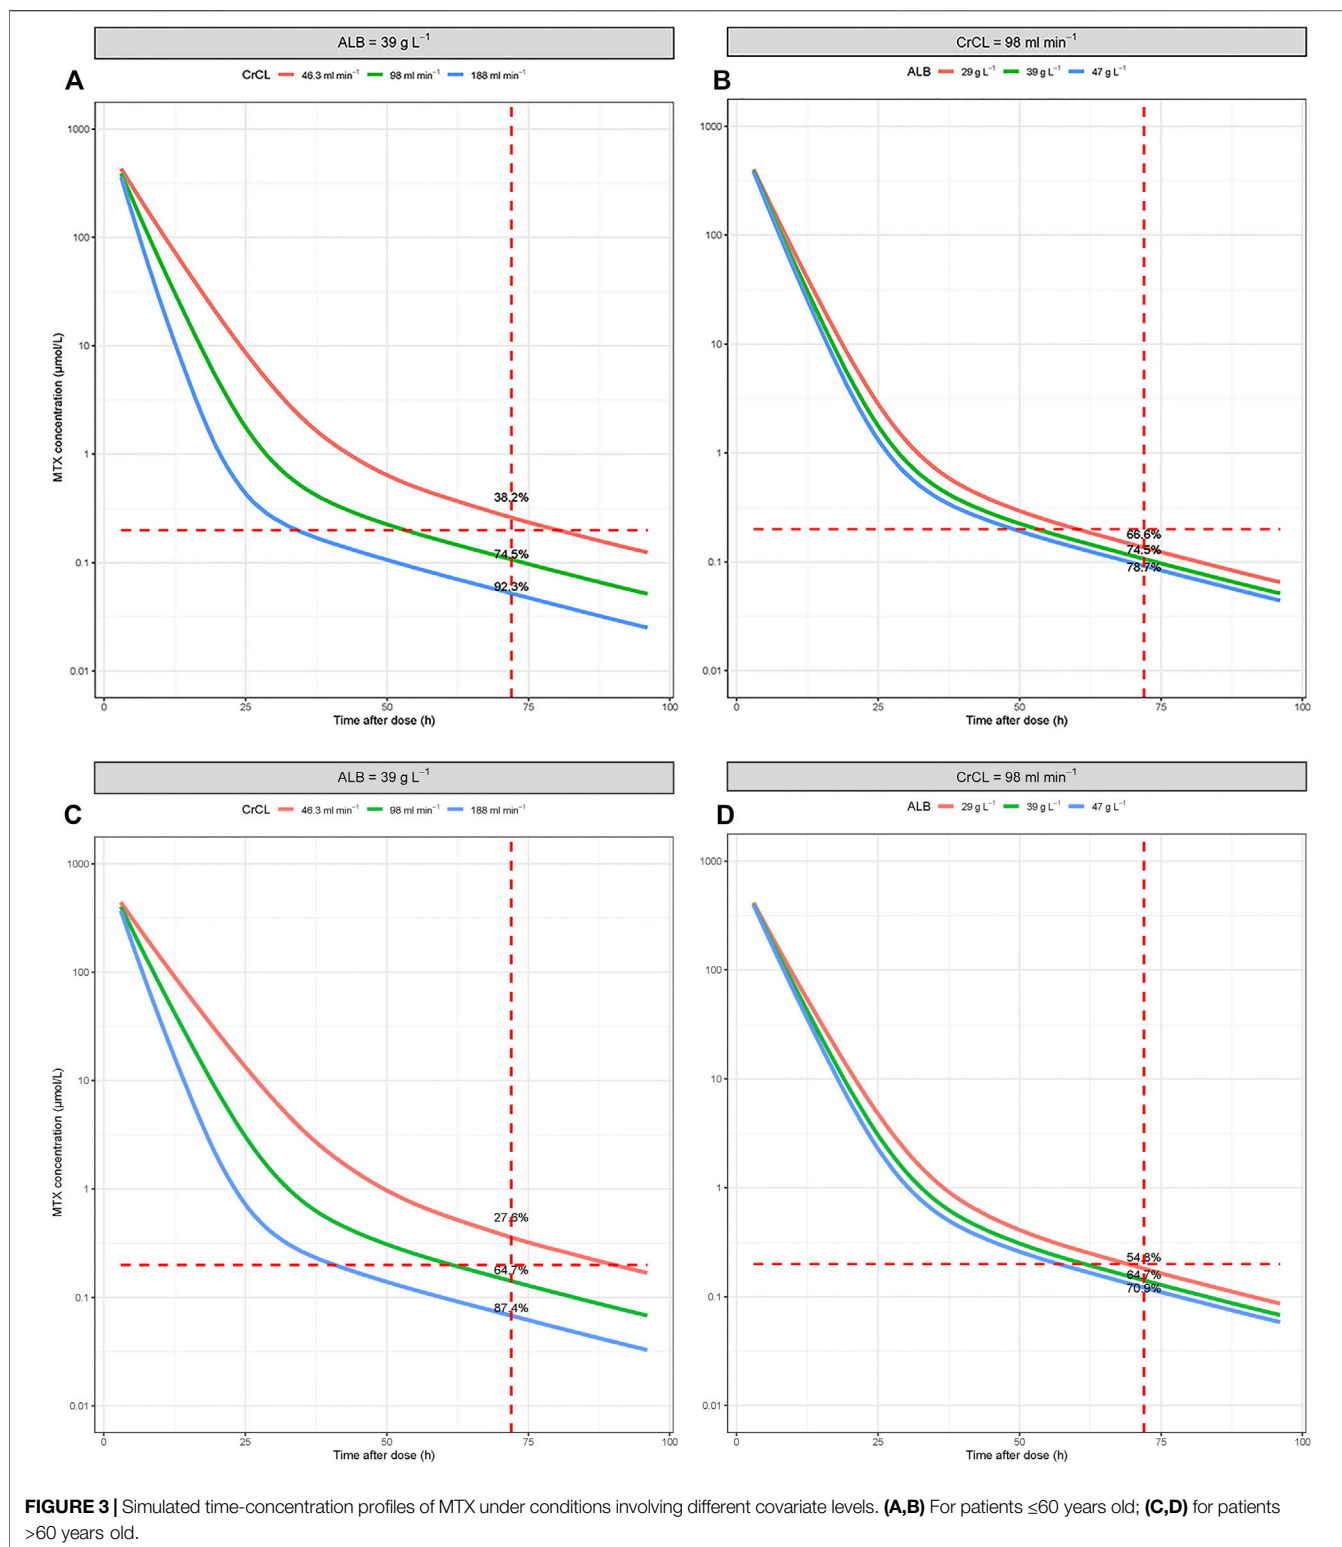 ALB = 39 g L⁻¹
A
CrCL 46.3 ml min⁻¹ 98 ml min⁻¹ 188 ml min⁻¹
MTX concentration (μmol/L)
1000
100
10
1
0.1
0.01
38.2%
74.5%
92.3%
0 25 50 75 100
Time after dose (h)
CrCL = 98 ml min⁻¹
B
ALB 29 g L⁻¹ 39 g L⁻¹ 47 g L⁻¹
1000
100
10
1
0.1
0.01
66.6%
74.5%
78.7%
0 25 50 75 100
Time after dose (h)
ALB = 39 g L⁻¹
C
CrCL 46.3 ml min⁻¹ 98 ml min⁻¹ 188 ml min⁻¹
MTX concentration (μmol/L)
1000
100
10
1
0.1
0.01
27.6%
64.7%
87.4%
0 25 50 75 100
Time after dose (h)
CrCL = 98 ml min⁻¹
D
ALB 29 g L⁻¹ 39 g L⁻¹ 47 g L⁻¹
1000
100
10
1
0.1
0.01
54.3%
64.7%
70.9%
0 25 50 75 100
Time after dose (h)
FIGURE 3 | Simulated time-concentration profiles of MTX under conditions involving different covariate levels. (A,B) For patients ≤60 years old; (C,D) for patients
>60 years old.